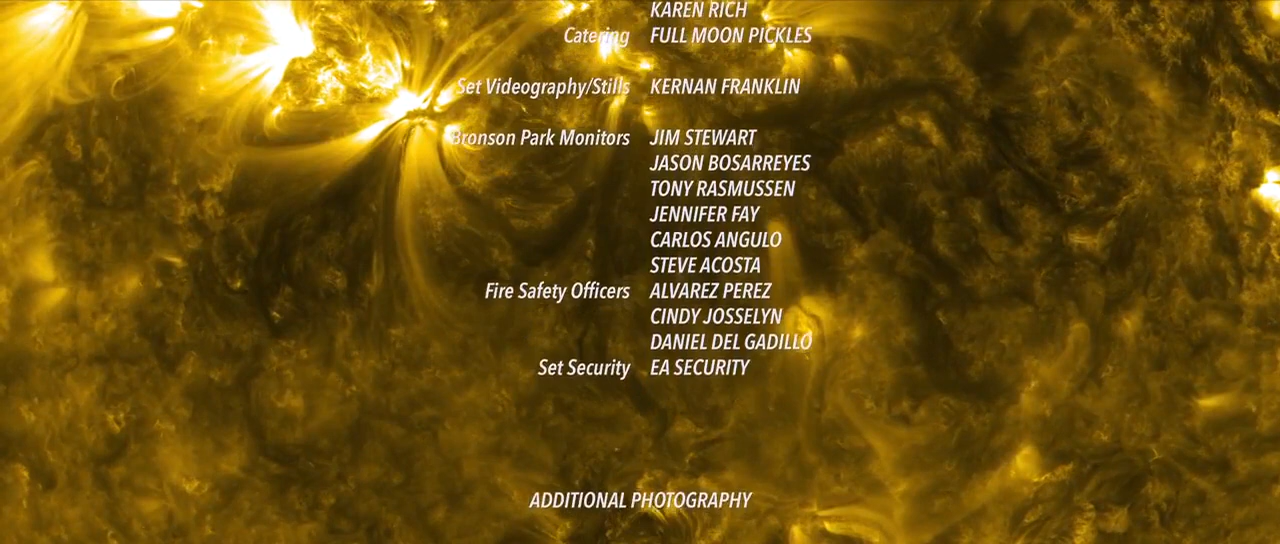 KAREN RICH
Catering FULL MOON PICKLES
Set Videography/Stills KERNAN FRANKLIN
Bronson Park Monitors JIM STEWART
JASON BOSARREYES
TONY RASMUSSEN
JENNIFER FAY
CARLOS ANGULO
STEVE ACOSTA
Fire Safety Officers ALVAREZ PEREZ
CINDY JOSSELYN
DANIEL DEL GADILLO
Set Security EA SECURITY
ADDITIONAL PHOTOGRAPHY